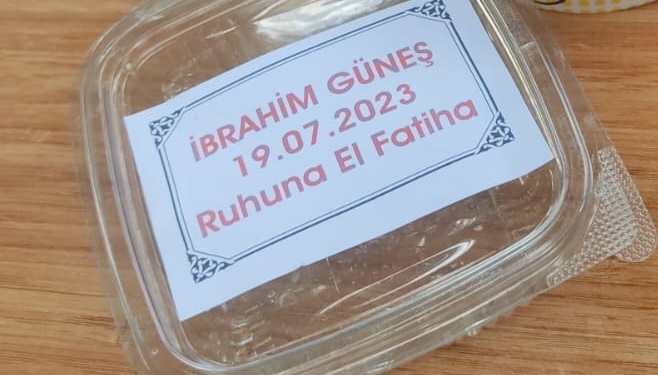 İBRAHİM GÜNEŞ
19.07.2023
Ruhuna El Fatiha